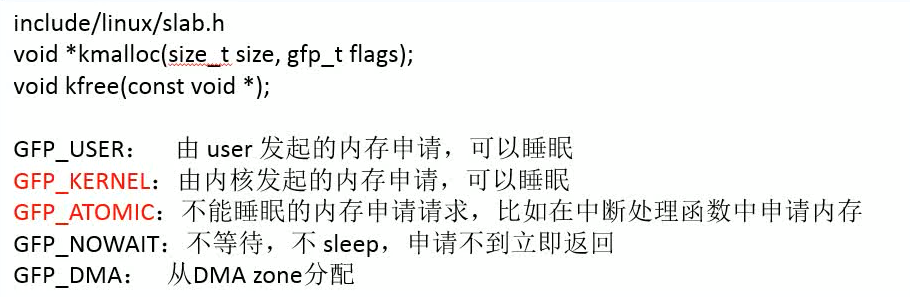 include/linux/slab.h
void *kmalloc(size_t size, gfp_t flags);
void kfree(const void *);
GFP_USER： 由 user 发起的内存申请，可以睡眠
GFP_KERNEL：由内核发起的内存申请，可以睡眠
GFP_ATOMIC：不能睡眠的内存申请请求，比如在中断处理函数中申请内存
GFP_NOWAIT：不等待，不 sleep，申请不到立即返回
GFP_DMA： 从DMA zone分配